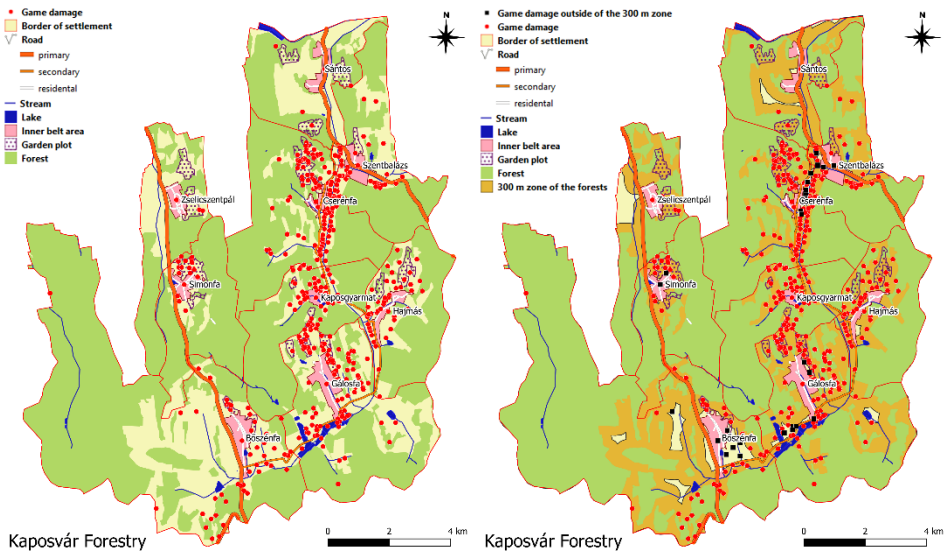 Game damage
Border of settlement
Road
primary
secondary
residental
Stream
Lake
Inner belt area
Garden plot
Forest
N
Sántos
Szentbalázs
Cserénfa
Zselicszentpál
Simonfa
Kaposgyarmat
Hajmás
Gálosfa
Bőszénfa
Kaposvár Forestry
0 2 4 km
Game damage outside of the 300 m zone
Game damage
Border of settlement
Road
primary
secondary
residental
Stream
Lake
Inner belt area
Garden plot
Forest
300 m zone of the forests
N
Sántos
Szentbalázs
Cserénfa
Zselicszentpál
Simonfa
Kaposgyarmat
Hajmás
Gálosfa
Bőszénfa
Kaposvár Forestry
0 2 4 km